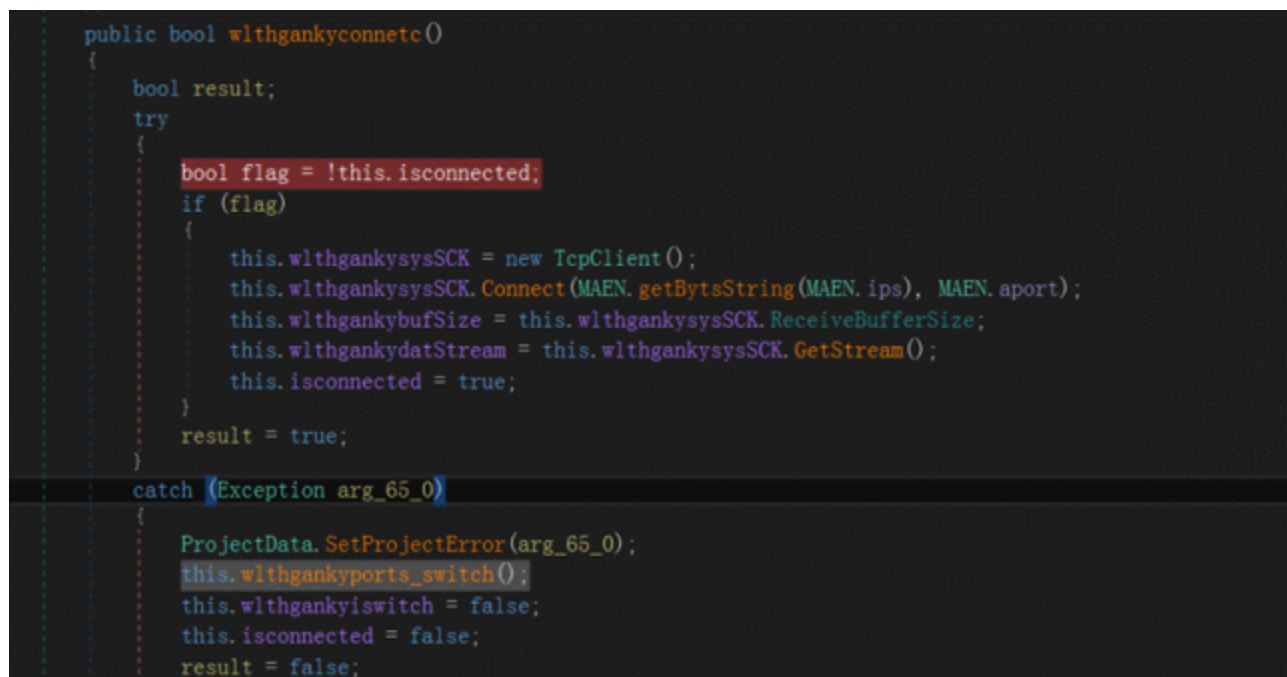 public bool wlthgankyconnetc()
{
bool result;
try
{
bool flag = !this.isconnected;
if (flag)
{
this.wlthgankysysSCK = new TcpClient();
this.wlthgankysysSCK.Connect(MAEN.getBytsString(MAEN.ips), MAEN.aport);
this.wlthgankybufSize = this.wlthgankysysSCK.ReceiveBufferSize;
this.wlthgankydatStream = this.wlthgankysysSCK.GetStream();
this.isconnected = true;
}
result = true;
}
catch (Exception arg_65_0)
{
ProjectData.SetProjectError(arg_65_0);
this.wlthgankyports_switch();
this.wlthgankyiswitch = false;
this.isconnected = false;
result = false;